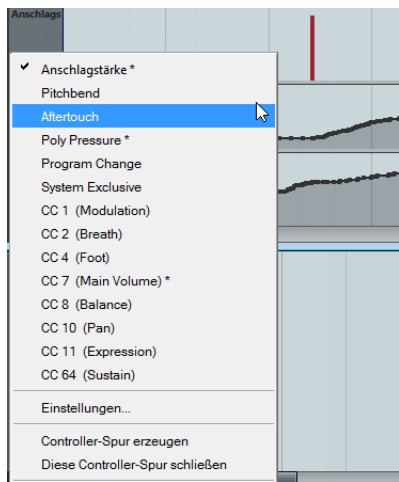 Anschlags
✔ Anschlagstärke *
Pitchbend
Aftertouch
Poly Pressure *
Program Change
System Exclusive
CC 1 (Modulation)
CC 2 (Breath)
CC 4 (Foot)
CC 7 (Main Volume) *
CC 8 (Balance)
CC 10 (Pan)
CC 11 (Expression)
CC 64 (Sustain)
Einstellungen...
Controller-Spur erzeugen
Diese Controller-Spur schließen